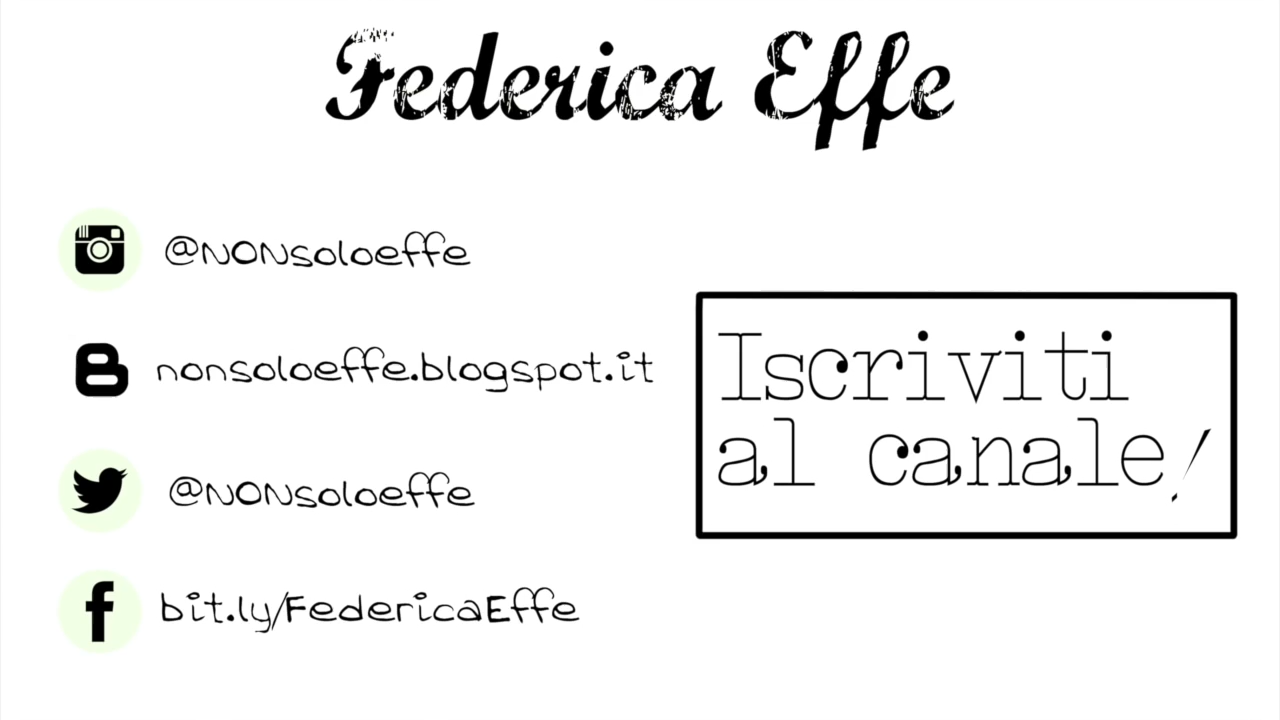 Federica Effe
@NONsoloeffe
nonsoloeffe.blogspot.it
@NONsoloeffe
bit.ly/FedericaEffe
Iscriviti
al canale!